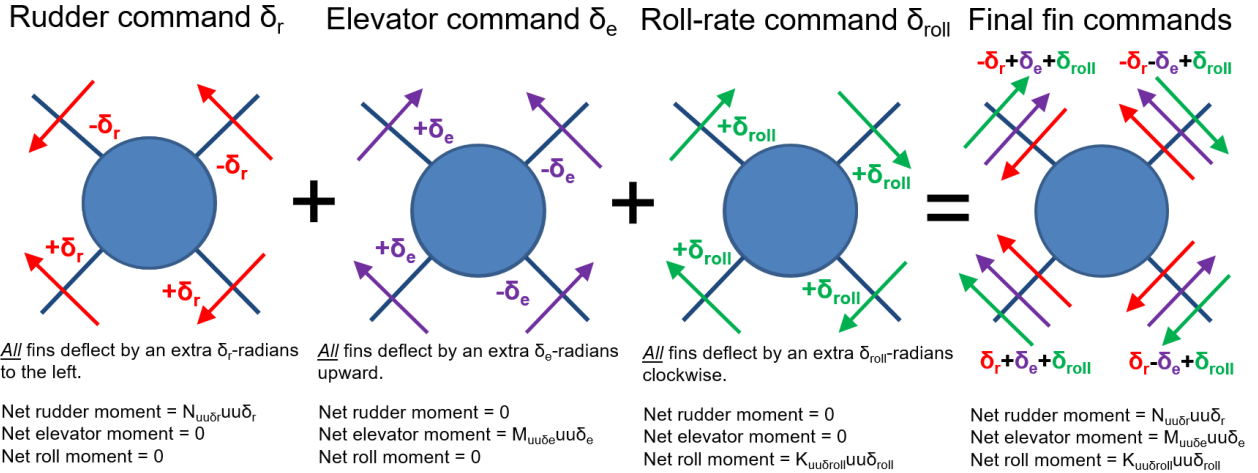 Rudder command δr
Elevator command δe
Roll-rate command δroll
Final fin commands
-δr
-δr
+δr
+δr
All fins deflect by an extra δr-radians
to the left.
Net rudder moment = Nuuδruuδr
Net elevator moment = 0
Net roll moment = 0
+
+δe
-δe
+δe
-δe
All fins deflect by an extra δe-radians
upward.
Net rudder moment = 0
Net elevator moment = Muuδeuuδe
Net roll moment = 0
+
+δroll
+δroll
+δroll
+δroll
All fins deflect by an extra δroll-radians
clockwise.
Net rudder moment = 0
Net elevator moment = 0
Net roll moment = Kuuδrolluuδroll
=
-δr+δe+δroll
-δr-δe+δroll
δr+δe+δroll
δr-δe+δroll
Net rudder moment = Nuuδruuδr
Net elevator moment = Muuδeuuδe
Net roll moment = Kuuδrolluuδroll